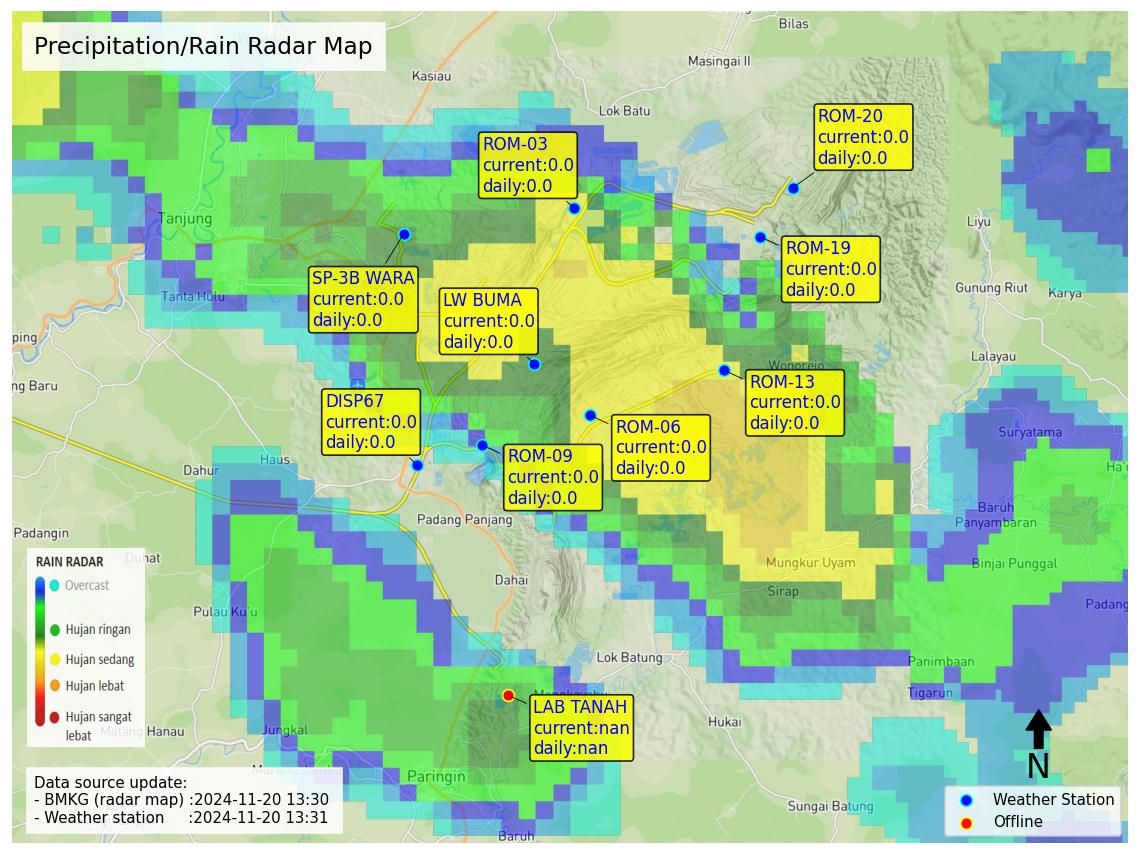 Precipitation/Rain Radar Map
Bilas
Masingai II
Kasiau
Lok Batu
ROM-20
current:0.0
daily:0.0
ROM-03
current:0.0
daily:0.0
Tanjung
Liyu
ROM-19
current:0.0
daily:0.0
SP-3B WARA
current:0.0
daily:0.0
LW BUMA
current:0.0
daily:0.0
Tanta Hulu
Gunung Riut
Karya
ping
Lalayau
Wonorejo
ng Baru
ROM-13
current:0.0
daily:0.0
DISP67
current:0.0
daily:0.0
ROM-06
current:0.0
daily:0.0
Suryatama
Haus
Dahur
ROM-09
current:0.0
daily:0.0
Ha'u
Baruh
Panyambaran
Padang Panjang
Padangin
RAIN RADAR
Overcast
Hujan ringan
Hujan sedang
Hujan lebat
Hujan sangat
lebat
Mungkur Uyam
Binjai Punggal
Dahai
Sirap
Padang
Pulau Ku'u
Lok Batung
Panimbaan
Tigarun
LAB TANAH
current:nan
daily:nan
Hukai
Matang Hanau
Jungkal
Paringin
Sungai Batung
Baruh
Data source update:
- BMKG (radar map) :2024-11-20 13:30
- Weather station :2024-11-20 13:31
N
Weather Station
Offline